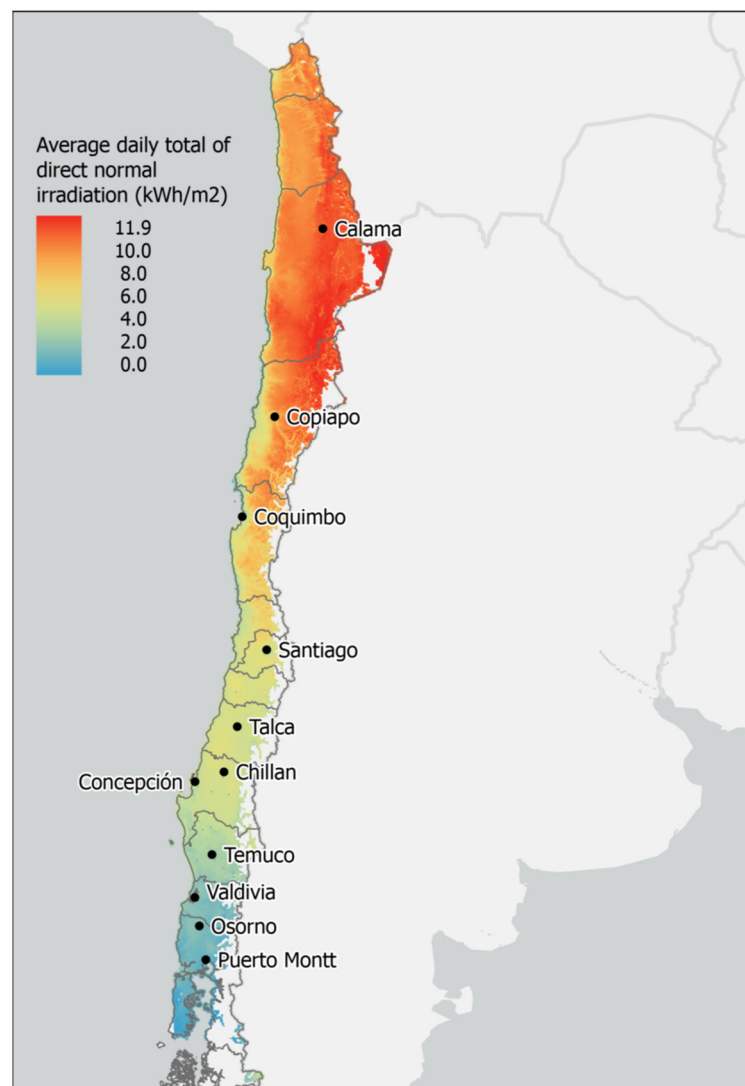 Average daily total of
direct normal
irradiation (kWh/m2)
11.9
10.0
8.0
6.0
4.0
2.0
0.0
Calama
Copiapo
Coquimbo
Santiago
Talca
Chillan
Concepción
Temuco
Valdivia
Osorno
Puerto Montt